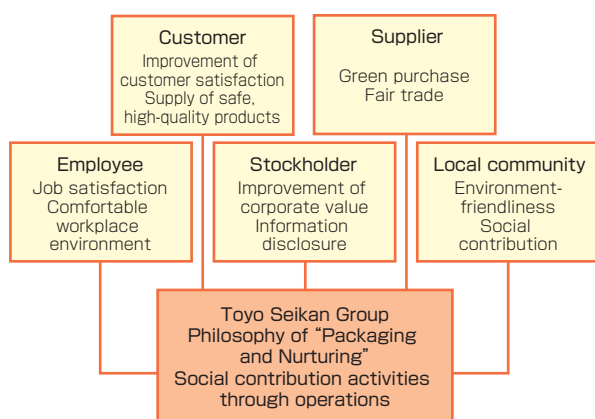 Customer
Improvement of
customer satisfaction
Supply of safe,
high-quality products
Supplier
Green purchase
Fair trade
Employee
Job satisfaction
Comfortable
workplace
environment
Stockholder
Improvement of
corporate value
Information
disclosure
Local community
Environment-
friendliness
Social
contribution
Toyo Seikan Group
Philosophy of “Packaging
and Nurturing”
Social contribution activities
through operations